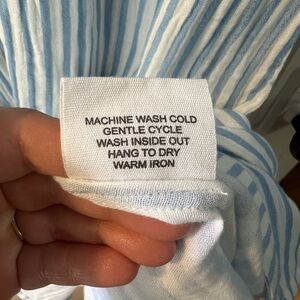 MACHINE WASH COLD
GENTLE CYCLE
WASH INSIDE OUT
HANG TO DRY
WARM IRON